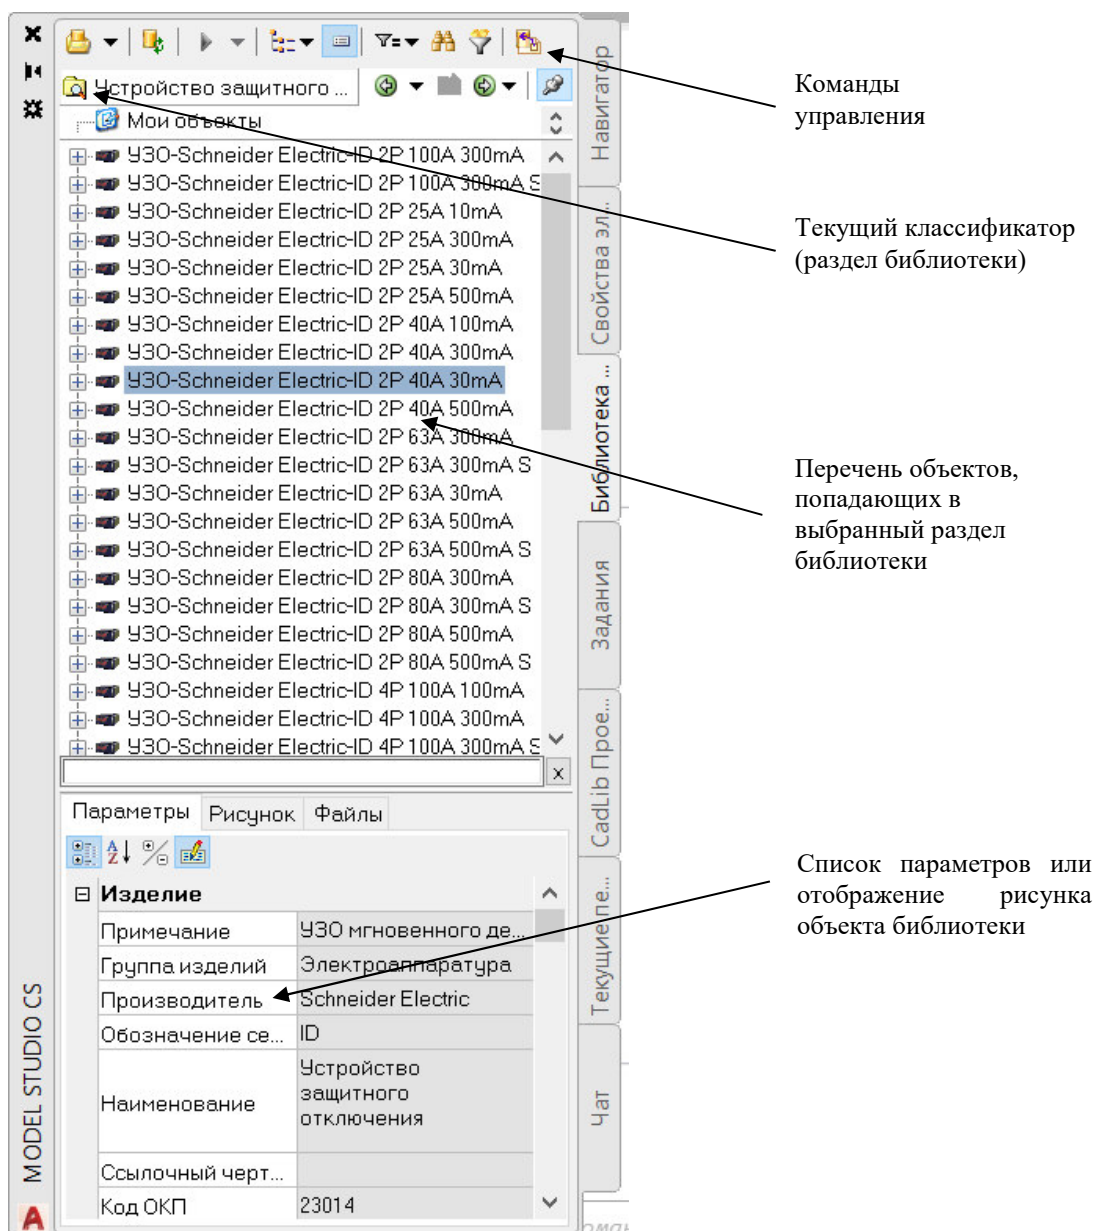 Устройство защитного ...
Мои объекты
УЗО-Schneider Electric-ID 2P 100A 300mA
УЗО-Schneider Electric-ID 2P 100A 300mA S
УЗО-Schneider Electric-ID 2P 25A 10mA
УЗО-Schneider Electric-ID 2P 25A 300mA
УЗО-Schneider Electric-ID 2P 25A 30mA
УЗО-Schneider Electric-ID 2P 25A 500mA
УЗО-Schneider Electric-ID 2P 40A 100mA
УЗО-Schneider Electric-ID 2P 40A 300mA
УЗО-Schneider Electric-ID 2P 40A 30mA
УЗО-Schneider Electric-ID 2P 40A 500mA
УЗО-Schneider Electric-ID 2P 63A 300mA
УЗО-Schneider Electric-ID 2P 63A 300mA S
УЗО-Schneider Electric-ID 2P 63A 30mA
УЗО-Schneider Electric-ID 2P 63A 500mA
УЗО-Schneider Electric-ID 2P 63A 500mA S
УЗО-Schneider Electric-ID 2P 80A 300mA
УЗО-Schneider Electric-ID 2P 80A 300mA S
УЗО-Schneider Electric-ID 2P 80A 500mA
УЗО-Schneider Electric-ID 2P 80A 500mA S
УЗО-Schneider Electric-ID 4P 100A 100mA
УЗО-Schneider Electric-ID 4P 100A 300mA
УЗО-Schneider Electric-ID 4P 100A 300mA S
Параметры Рисунок Файлы
Изделие
Примечание УЗО мгновенного де...
Группа изделий Электроаппаратура
Производитель Schneider Electric
Обозначение се... ID
Наименование Устройство
защитного
отключения
Ссылочный черт...
Код ОКП 23014
MODEL STUDIO CS
Навигатор
Свойства эл...
Библиотека ...
Задания
CadLib Прое...
Текущие пе...
Чат
Команды
управления
Текущий классификатор
(раздел библиотеки)
Перечень объектов,
попадающих в
выбранный раздел
библиотеки
Список параметров или
отображение рисунка
объекта библиотеки